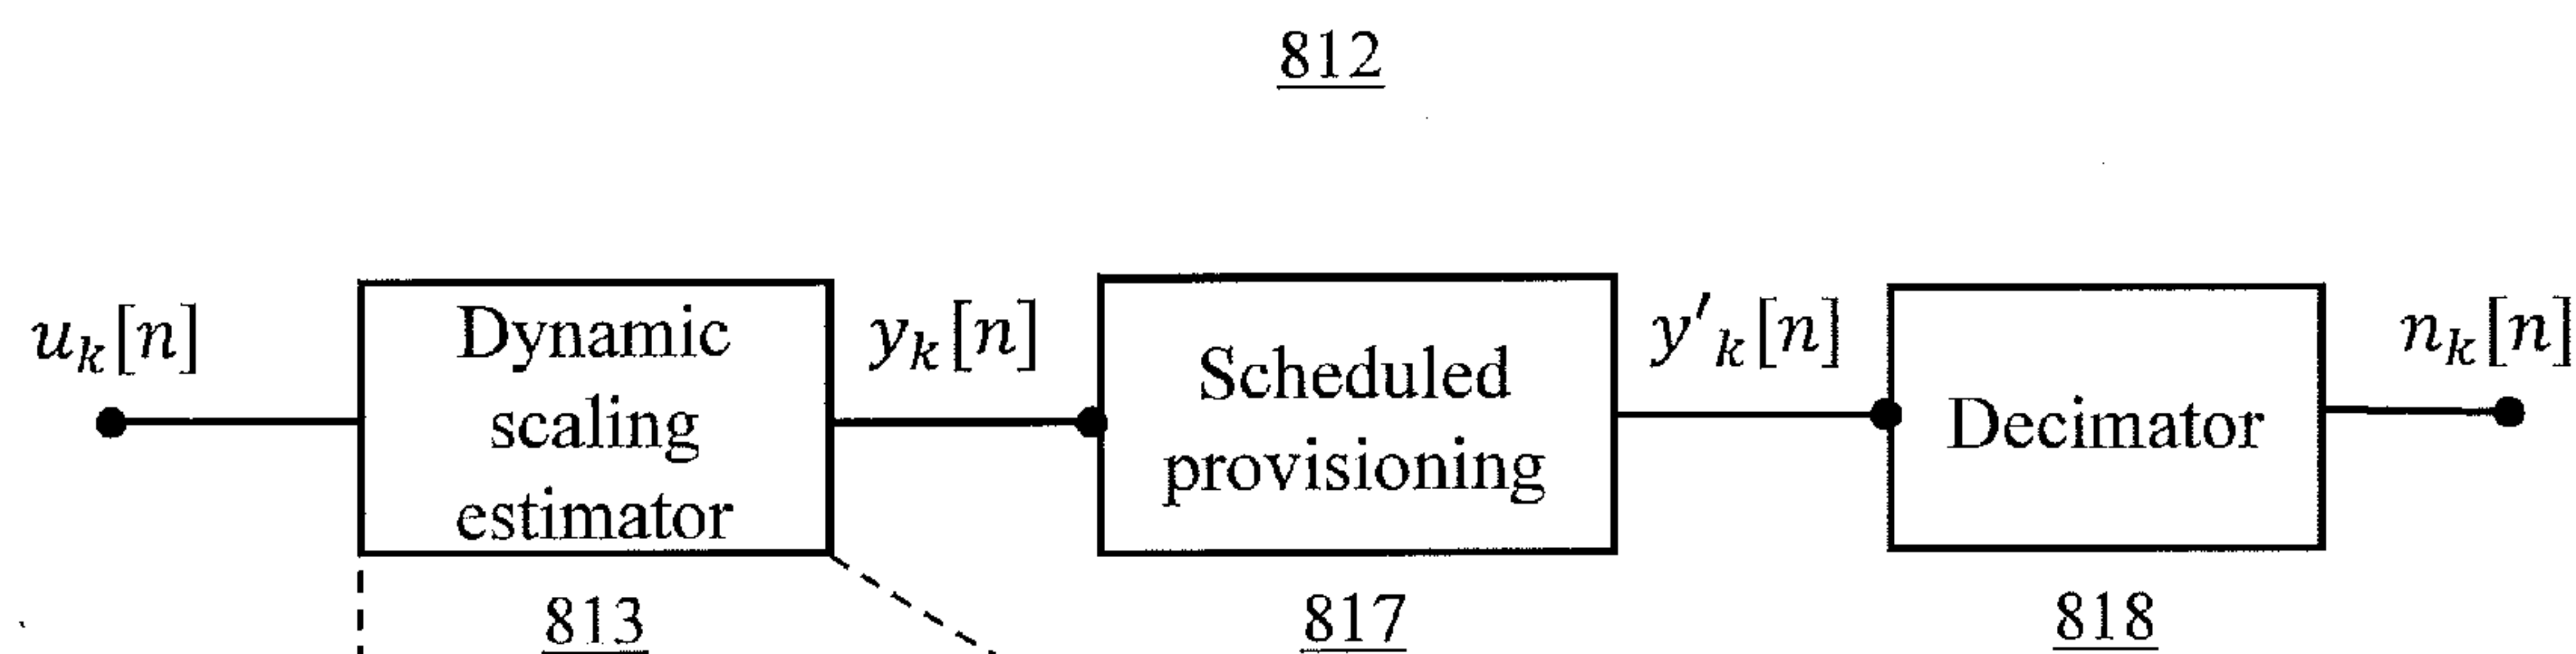 812
u_k[n]
Dynamic
scaling
estimator
y_k[n]
Scheduled
provisioning
y'_k[n]
Decimator
n_k[n]
813
817
818